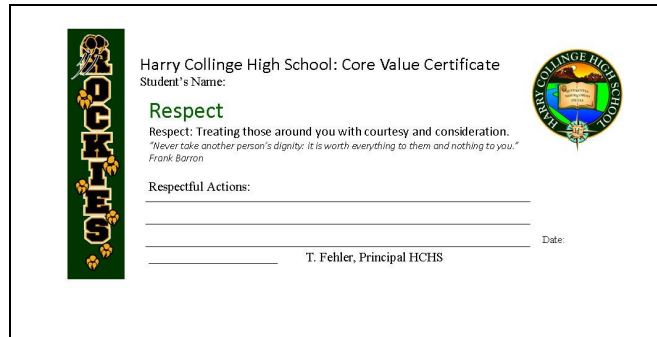 ROCKIES
Harry Collinge High School: Core Value Certificate
Student's Name:
Respect
Respect: Treating those around you with courtesy and consideration.
"Never take another person's dignity: it is worth everything to them and nothing to you."
Frank Barron
Respectful Actions:
Date:
T. Fehler, Principal HCHS
HARRY COLLINGE HIGH SCHOOL